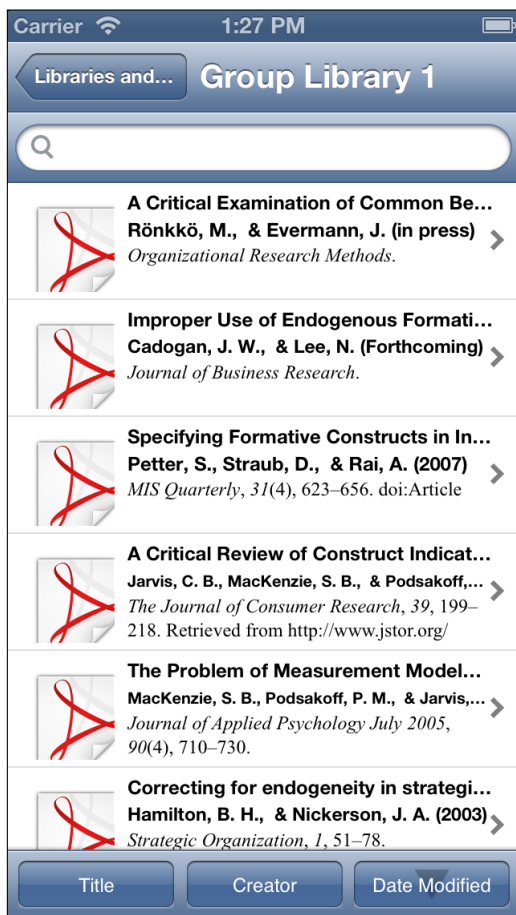 Carrier 1:27 PM
Libraries and... Group Library 1
A Critical Examination of Common Be...
Rönkkö, M., & Evermann, J. (in press)
Organizational Research Methods.
Improper Use of Endogenous Formati...
Cadogan, J. W., & Lee, N. (Forthcoming)
Journal of Business Research.
Specifying Formative Constructs in In...
Petter, S., Straub, D., & Rai, A. (2007)
MIS Quarterly, 31(4), 623–656. doi:Article
A Critical Review of Construct Indicat...
Jarvis, C. B., MacKenzie, S. B., & Podsakoff,...
The Journal of Consumer Research, 39, 199–
218. Retrieved from http://www.jstor.org/
The Problem of Measurement Model...
MacKenzie, S. B., Podsakoff, P. M., & Jarvis,...
Journal of Applied Psychology July 2005,
90(4), 710–730.
Correcting for endogeneity in strategi...
Hamilton, B. H., & Nickerson, J. A. (2003)
Strategic Organization, 1, 51–78.
Title Creator Date Modified